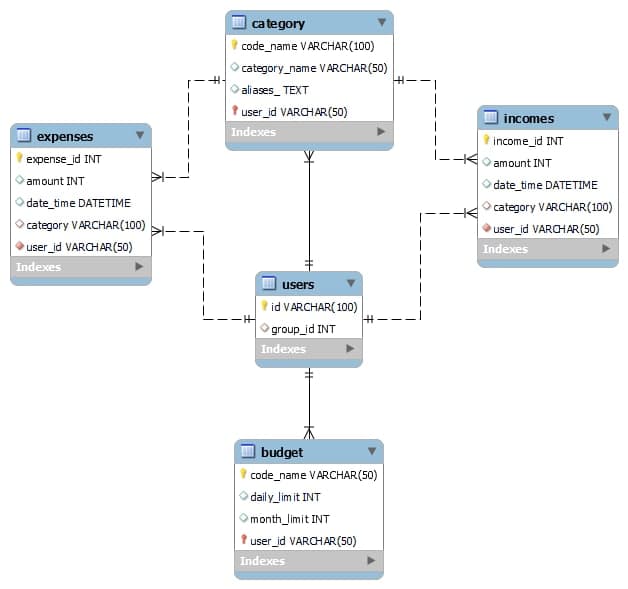 category
code_name VARCHAR(100)
category_name VARCHAR(50)
aliases_ TEXT
user_id VARCHAR(50)
Indexes
expenses
expense_id INT
amount INT
date_time DATETIME
category VARCHAR(100)
user_id VARCHAR(50)
Indexes
incomes
income_id INT
amount INT
date_time DATETIME
category VARCHAR(100)
user_id VARCHAR(50)
Indexes
users
id VARCHAR(100)
group_id INT
Indexes
budget
code_name VARCHAR(50)
daily_limit INT
month_limit INT
user_id VARCHAR(50)
Indexes